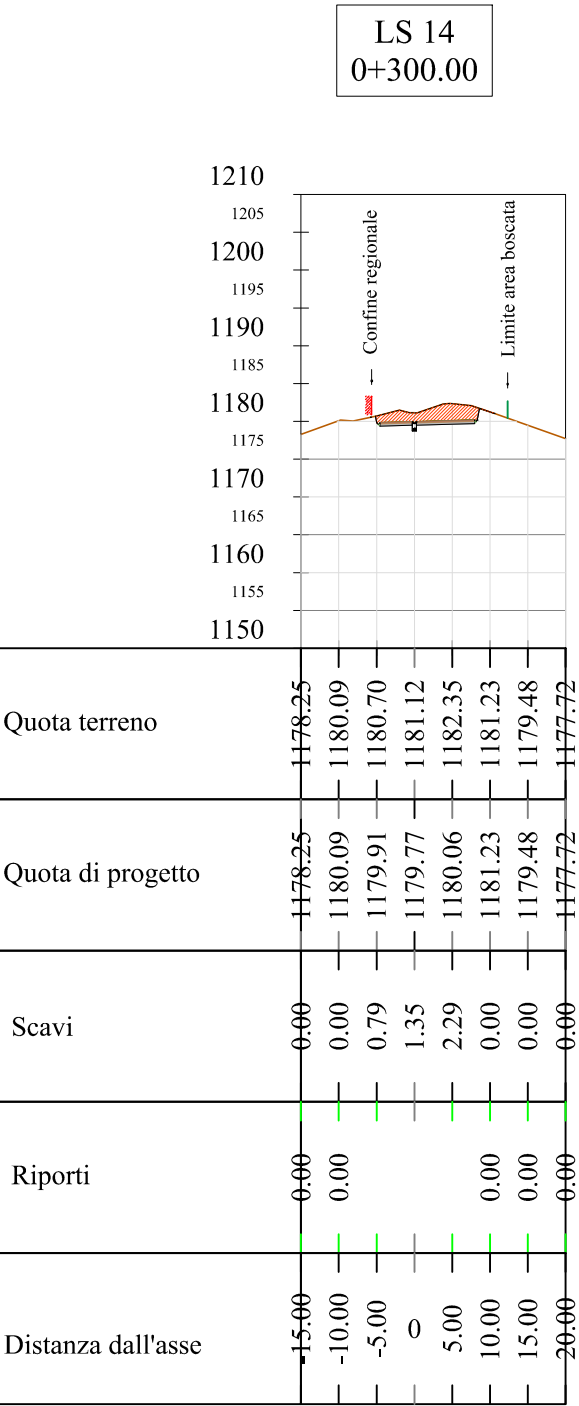 LS 14
0+300.00
1210
1205
1200
1195
1190
1185
1180
1175
1170
1165
1160
1155
1150
Confine regionale
Limite area boscata
Quota terreno
1178.25 1180.09 1180.70 1181.12 1182.35 1181.23 1179.48 1177.72
Quota di progetto
1178.25 1180.09 1179.91 1179.77 1180.06 1181.23 1179.48 1177.72
Scavi
0.00 0.00 0.79 1.35 2.29 0.00 0.00 0.00
Riporti
0.00 0.00 0.00 0.00 0.00
Distanza dall'asse
-15.00 -10.00 -5.00 0 5.00 10.00 15.00 20.00